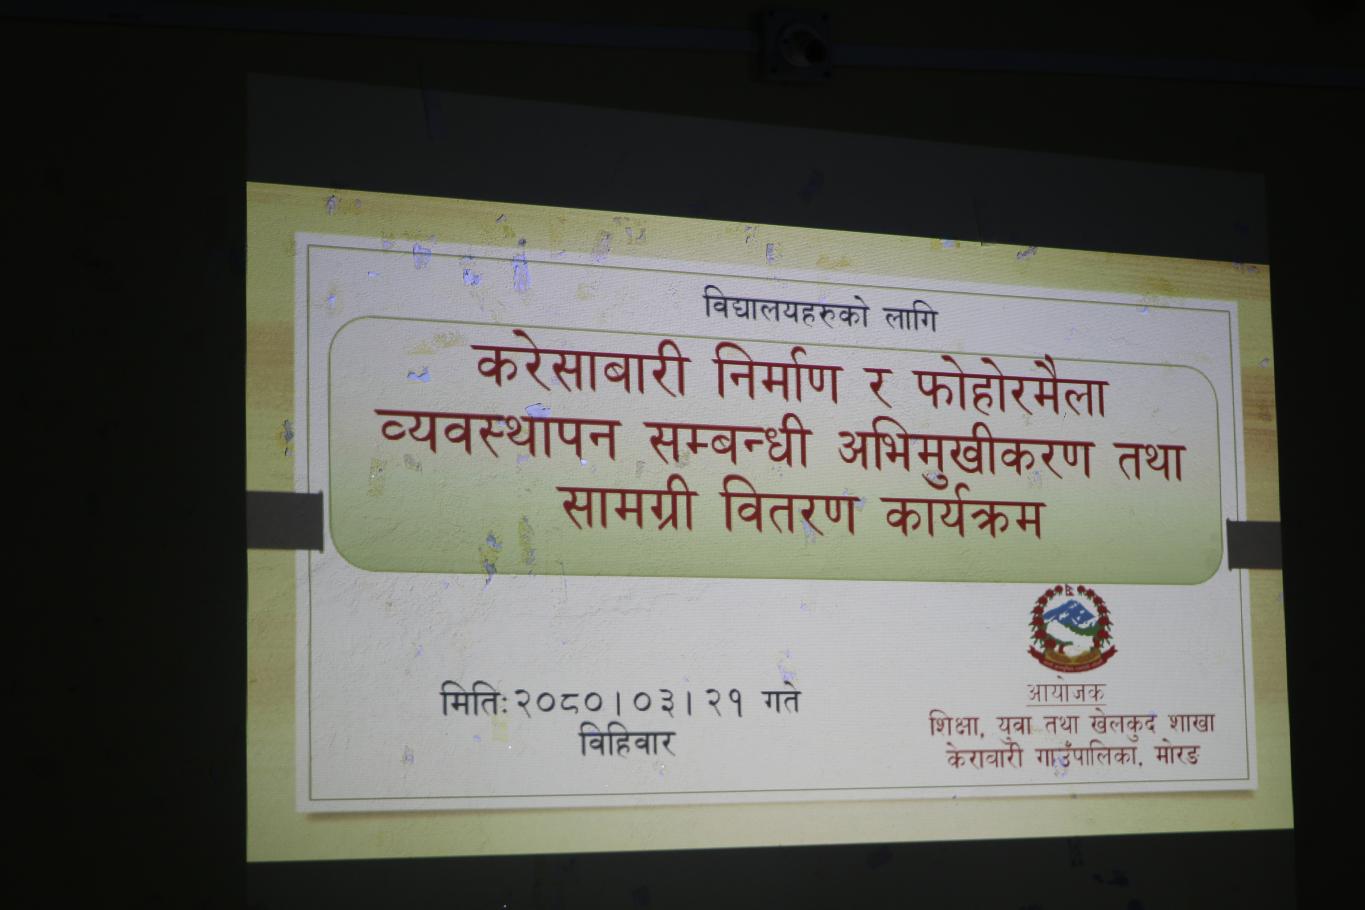 विद्यालयहरुको लागि
करेसाबारी निर्माण र फोहोरमैला
व्यवस्थापन सम्बन्धी अभिमुखीकरण तथा
सामग्री वितरण कार्यक्रम
मितिः२०८०।०३।२१ गते
विहिवार
आयोजक
शिक्षा, युवा तथा खेलकुद शाखा
केरावारी गाउँपालिका, मोरङ